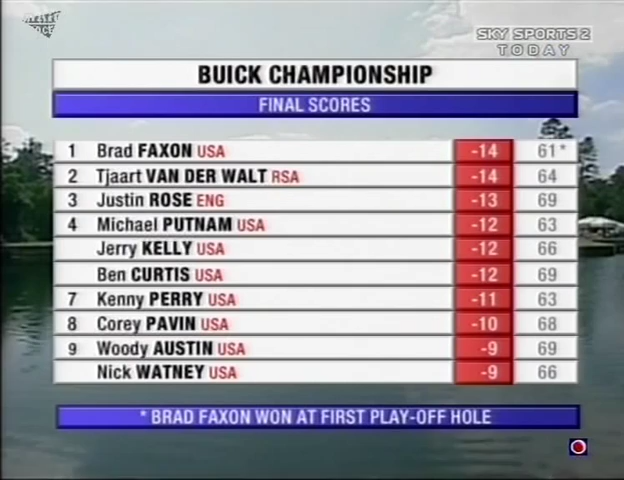 SKY SPORTS 2
TODAY
BUICK CHAMPIONSHIP
FINAL SCORES
1 Brad FAXON USA -14 61*
2 Tjaart VAN DER WALT RSA -14 64
3 Justin ROSE ENG -13 69
4 Michael PUTNAM USA -12 63
Jerry KELLY USA -12 66
Ben CURTIS USA -12 69
7 Kenny PERRY USA -11 63
8 Corey PAVIN USA -10 68
9 Woody AUSTIN USA -9 69
Nick WATNEY USA -9 66
* BRAD FAXON WON AT FIRST PLAY-OFF HOLE